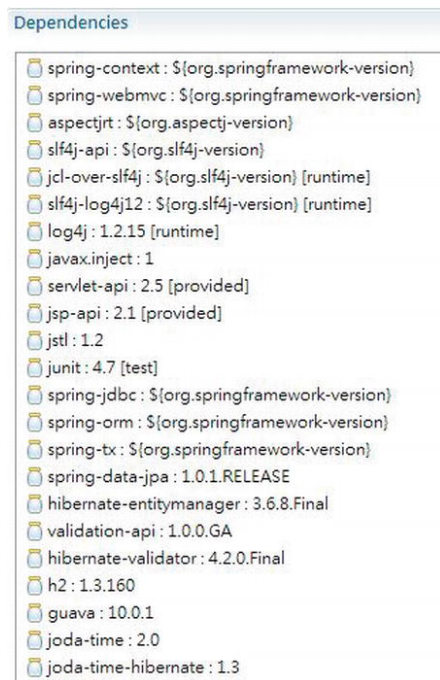 Dependencies
spring-context : ${org.springframework-version}
spring-webmvc : ${org.springframework-version}
aspectjrt : ${org.aspectj-version}
slf4j-api : ${org.slf4j-version}
jcl-over-slf4j : ${org.slf4j-version} [runtime]
slf4j-log4j12 : ${org.slf4j-version} [runtime]
log4j : 1.2.15 [runtime]
javax.inject : 1
servlet-api : 2.5 [provided]
jsp-api : 2.1 [provided]
jstl : 1.2
junit : 4.7 [test]
spring-jdbc : ${org.springframework-version}
spring-orm : ${org.springframework-version}
spring-tx : ${org.springframework-version}
spring-data-jpa : 1.0.1.RELEASE
hibernate-entitymanager : 3.6.8.Final
validation-api : 1.0.0.GA
hibernate-validator : 4.2.0.Final
h2 : 1.3.160
guava : 10.0.1
joda-time : 2.0
joda-time-hibernate : 1.3